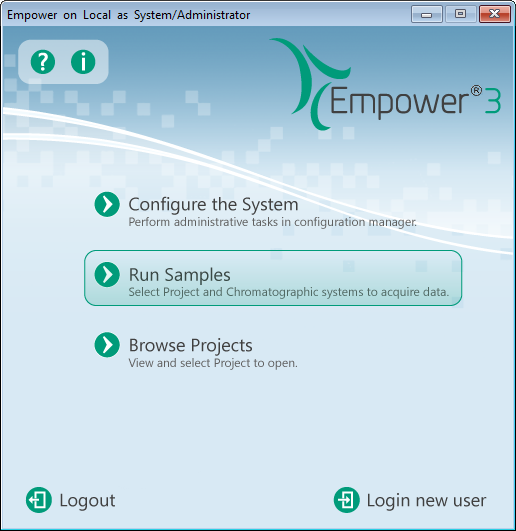 Empower on Local as System/Administrator
? i
Empower®3
Configure the System
Perform administrative tasks in configuration manager.
Run Samples
Select Project and Chromatographic systems to acquire data.
Browse Projects
View and select Project to open.
Logout
Login new user